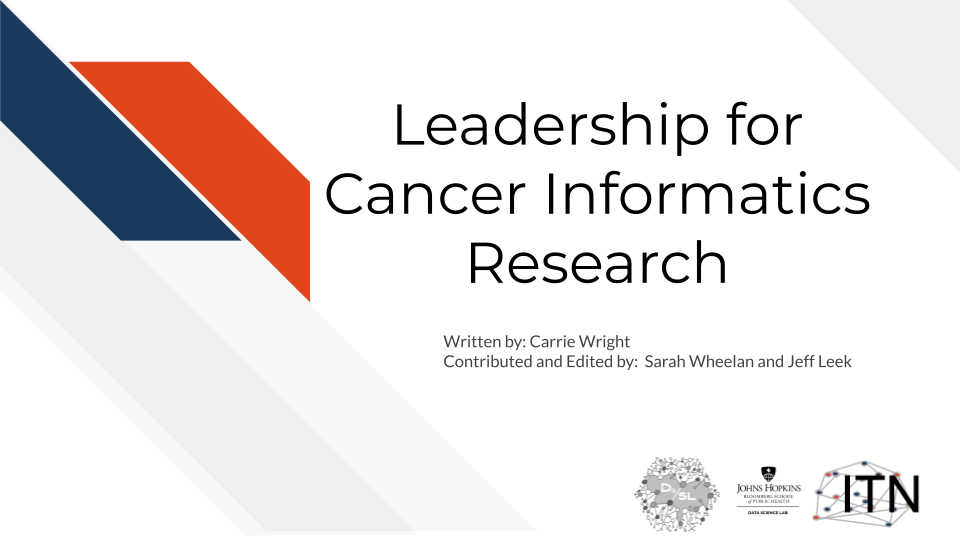 Leadership for
Cancer Informatics
Research
Written by: Carrie Wright
Contributed and Edited by: Sarah Wheelan and Jeff Leek
JOHNS HOPKINS
BLOOMBERG SCHOOL
of PUBLIC HEALTH
DATA SCIENCE LAB
ITN